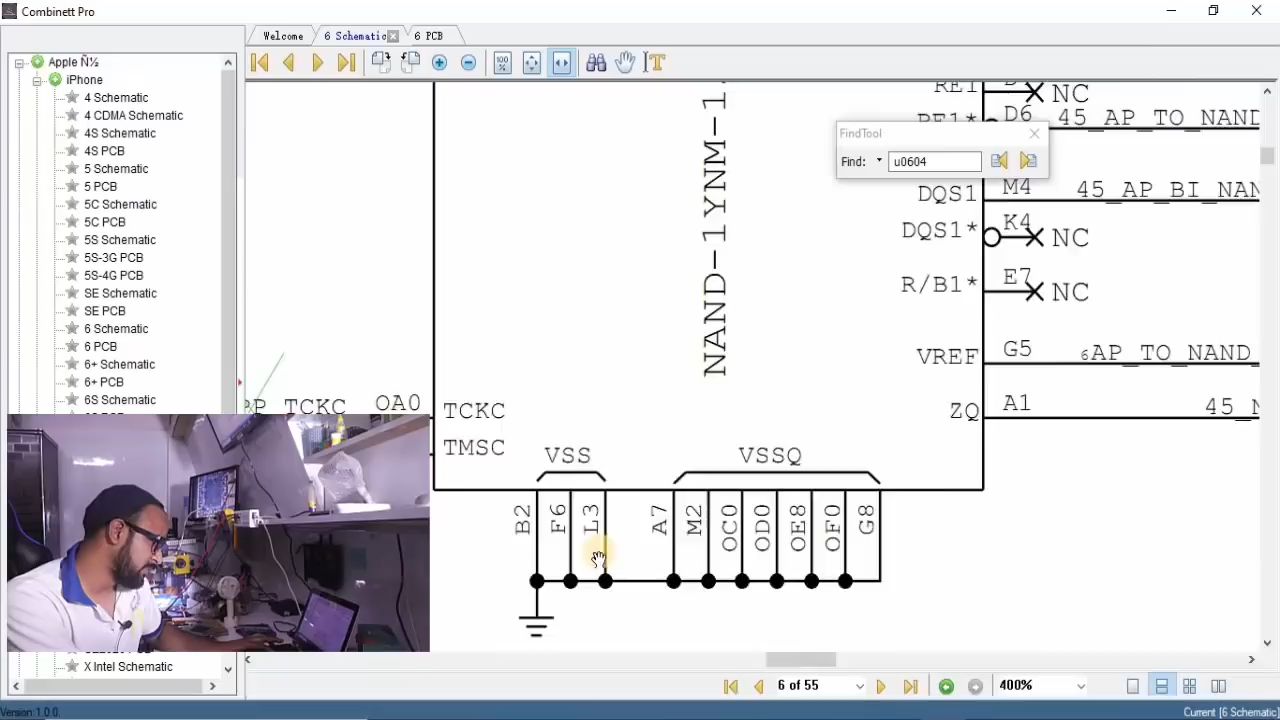 Combinett Pro
Welcome
6 Schematic
6 PCB
Apple Ñ½
iPhone
4 Schematic
4 CDMA Schematic
4S Schematic
4S PCB
5 Schematic
5 PCB
5C Schematic
5C PCB
5S Schematic
5S-3G PCB
5S-4G PCB
SE Schematic
SE PCB
6 Schematic
6 PCB
6+ Schematic
6+ PCB
6S Schematic
X Intel Schematic
FindTool
Find:
u0604
NAND-1YNM-1
RE1
NC
D6
45_AP_TO_NAND
DQS1
M4
45_AP_BI_NAN
DQS1*
K4
NC
R/B1*
E7
NC
VREF
G5
6AP_TO_NAND_
ZQ
A1
45_N
TCKC
OA0
TCKC
TMSC
VSS
VSSQ
B2
F6
L3
A7
M2
OC0
OD0
OE8
OF0
G8
6 of 55
400%
Version:1.0.0.
Current [6 Schematic]